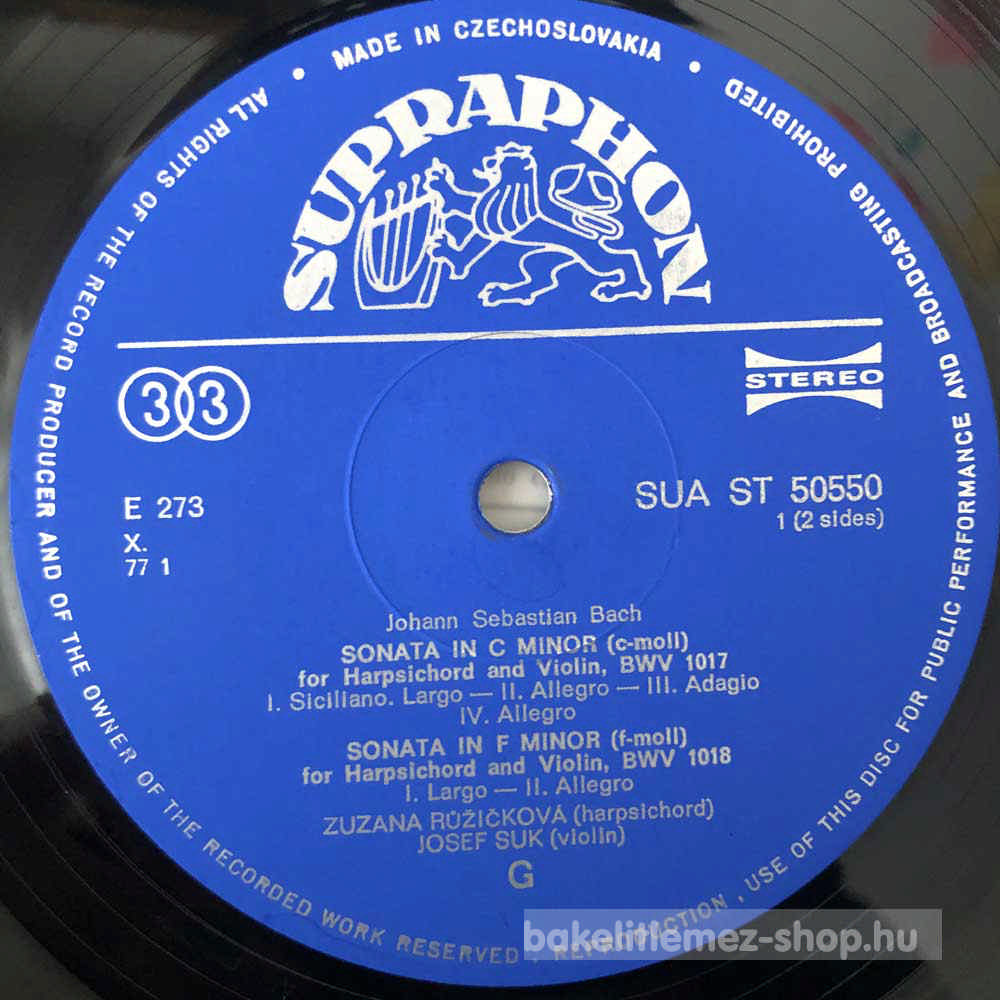 ALL RIGHTS OF THE RECORD PRODUCER AND OF THE OWNER OF THE RECORDED WORK RESERVED . REPRODUCTION , USE OF THIS DISC FOR PUBLIC PERFORMANCE AND BROADCASTING PROHIBITED
• MADE IN CZECHOSLOVAKIA •
SUPRAPHON
33
STEREO
E 273
X.
77 1
SUA ST 50550
1 (2 sides)
Johann Sebastian Bach
SONATA IN C MINOR (c-moll)
for Harpsichord and Violin, BWV 1017
I. Siciliano. Largo — II. Allegro — III. Adagio
IV. Allegro
SONATA IN F MINOR (f-moll)
for Harpsichord and Violin, BWV 1018
I. Largo — II. Allegro
ZUZANA RŮŽIČKOVÁ (harpsichord)
JOSEF SUK (violin)
G
bakelitlemez-shop.hu